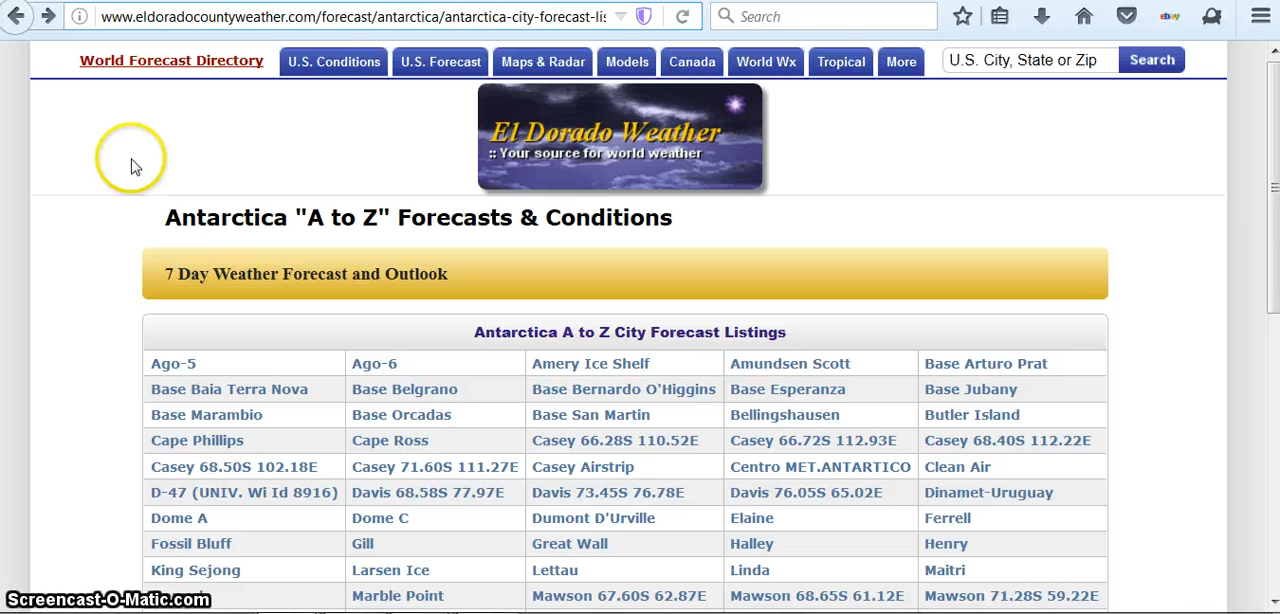 www.eldoradocountyweather.com/forecast/antarctica/antarctica-city-forecast-lis
Search
ebay
World Forecast Directory
U.S. Conditions
U.S. Forecast
Maps & Radar
Models
Canada
World Wx
Tropical
More
U.S. City, State or Zip
Search
El Dorado Weather
:: Your source for world weather
Antarctica "A to Z" Forecasts & Conditions
7 Day Weather Forecast and Outlook
Antarctica A to Z City Forecast Listings
Ago-5 Ago-6 Amery Ice Shelf Amundsen Scott Base Arturo Prat
Base Baia Terra Nova Base Belgrano Base Bernardo O'Higgins Base Esperanza Base Jubany
Base Marambio Base Orcadas Base San Martin Bellingshausen Butler Island
Cape Phillips Cape Ross Casey 66.28S 110.52E Casey 66.72S 112.93E Casey 68.40S 112.22E
Casey 68.50S 102.18E Casey 71.60S 111.27E Casey Airstrip Centro MET.ANTARTICO Clean Air
D-47 (UNIV. Wi Id 8916) Davis 68.58S 77.97E Davis 73.45S 76.78E Davis 76.05S 65.02E Dinamet-Uruguay
Dome A Dome C Dumont D'Urville Elaine Ferrell
Fossil Bluff Gill Great Wall Halley Henry
King Sejong Larsen Ice Lettau Linda Maitri
Marble Point Mawson 67.60S 62.87E Mawson 68.65S 61.12E Mawson 71.28S 59.22E
Screencast-O-Matic.com